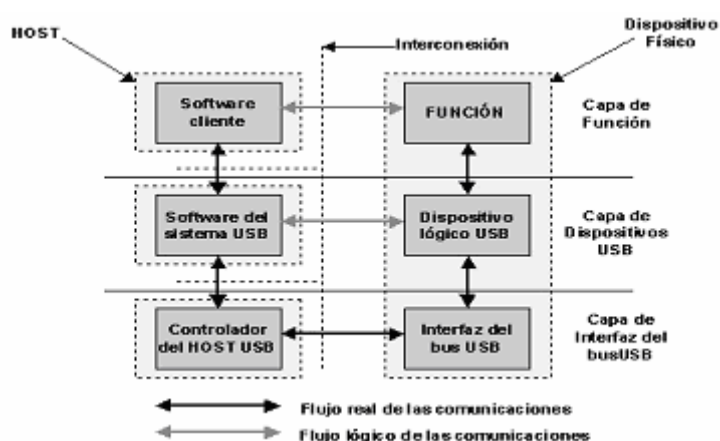 HOST
Interconexión
Dispositivo
Físico
Software
cliente
FUNCIÓN
Capa de
Función
Software del
sistema USB
Dispositivo
lógico USB
Capa de
Dispositivos
USB
Controlador
del HOST USB
Interfaz del
bus USB
Capa de
Interfaz del
busUSB
Flujo real de las comunicaciones
Flujo lógico de las comunicaciones